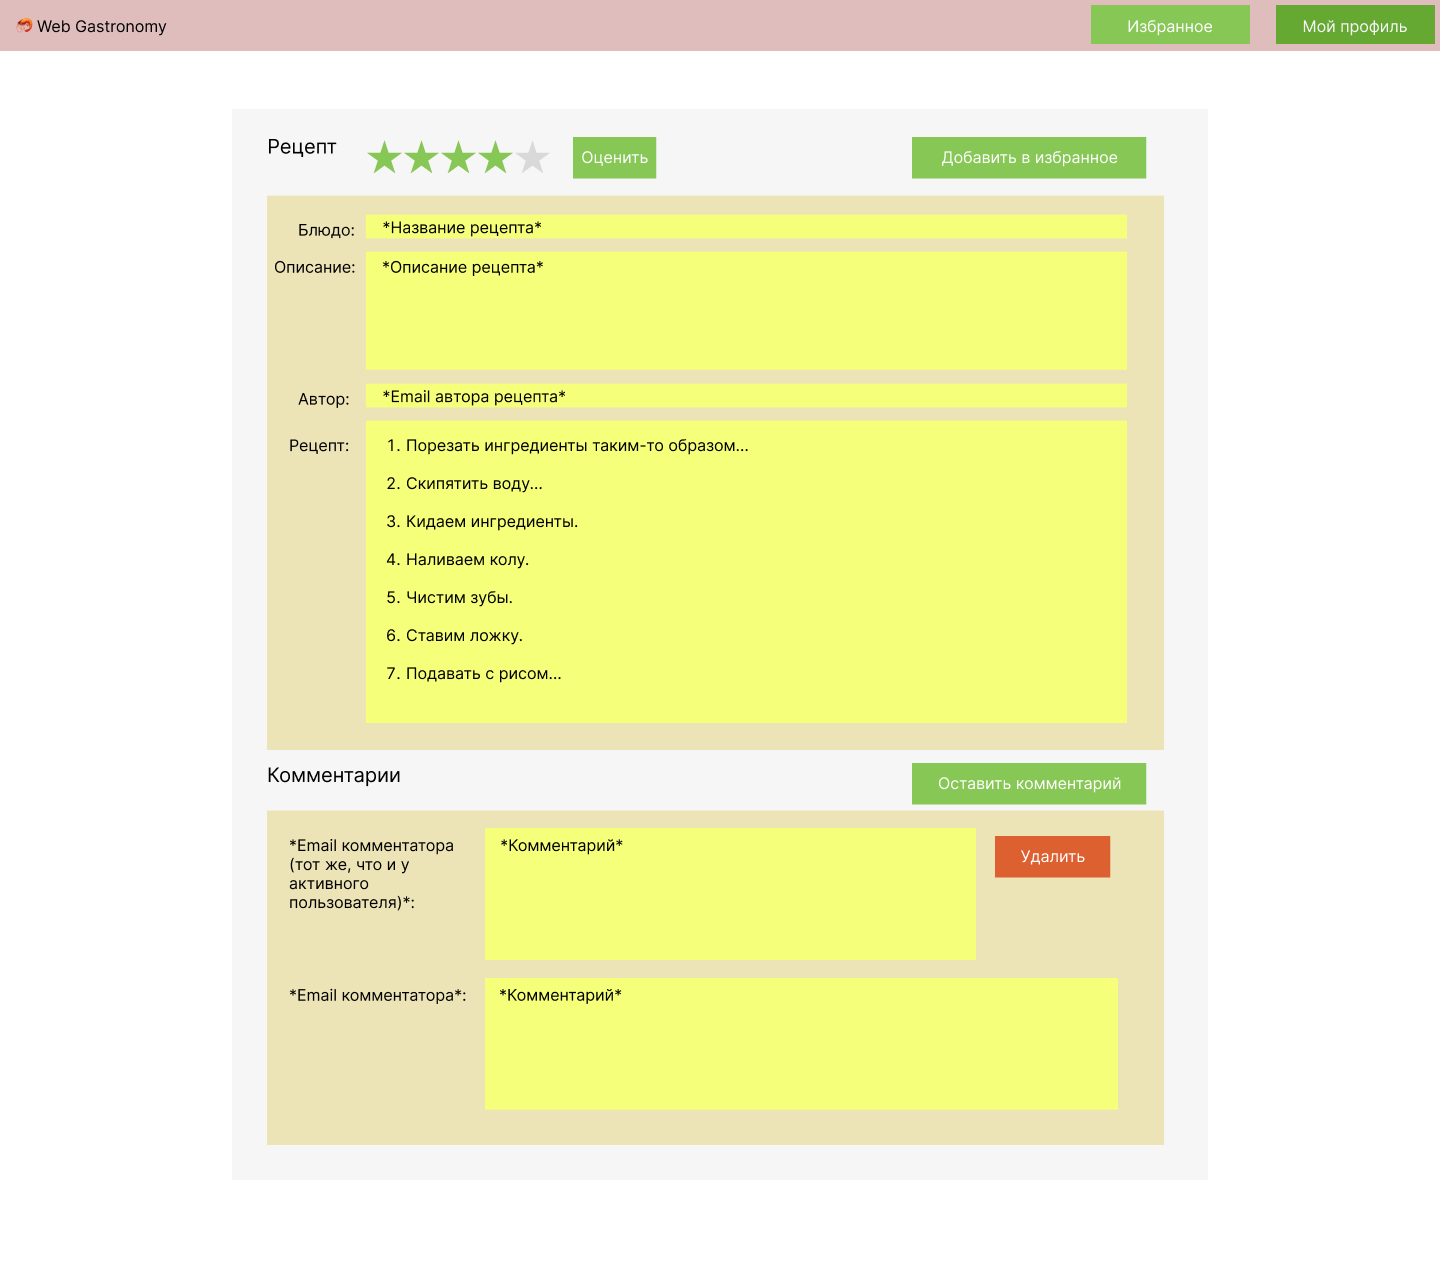 Web Gastronomy
Избранное
Мой профиль
Рецепт
Оценить
Добавить в избранное
Блюдо:
*Название рецепта*
Описание:
*Описание рецепта*
Автор:
*Email автора рецепта*
Рецепт:
1. Порезать ингредиенты таким-то образом...
2. Скипятить воду...
3. Кидаем ингредиенты.
4. Наливаем колу.
5. Чистим зубы.
6. Ставим ложку.
7. Подавать с рисом...
Комментарии
Оставить комментарий
*Email комментатора
(тот же, что и у
активного
пользователя)*:
*Комментарий*
Удалить
*Email комментатора*:
*Комментарий*